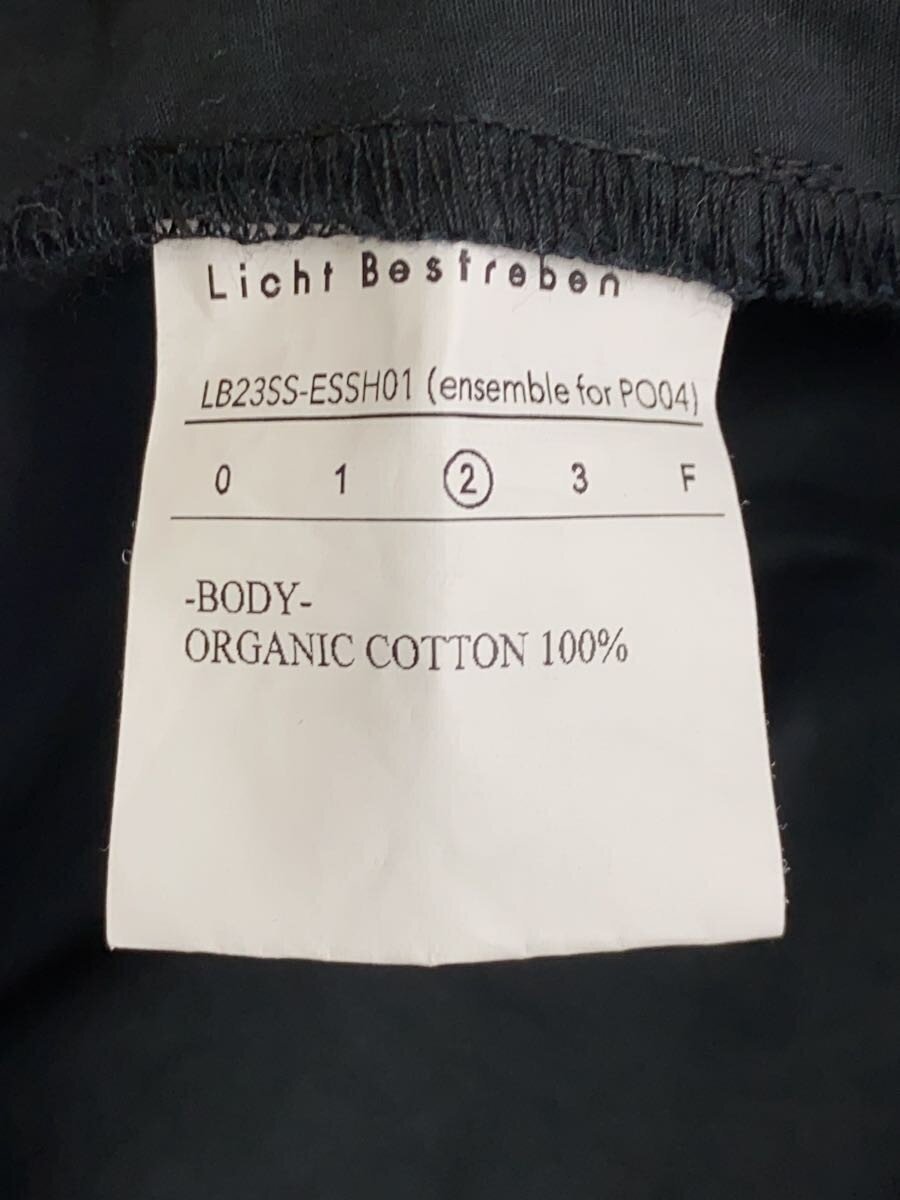 Licht Bestreben
LB23SS-ESSH01 (ensemble for PO04)
0 1 2 3 F
-BODY-
ORGANIC COTTON 100%